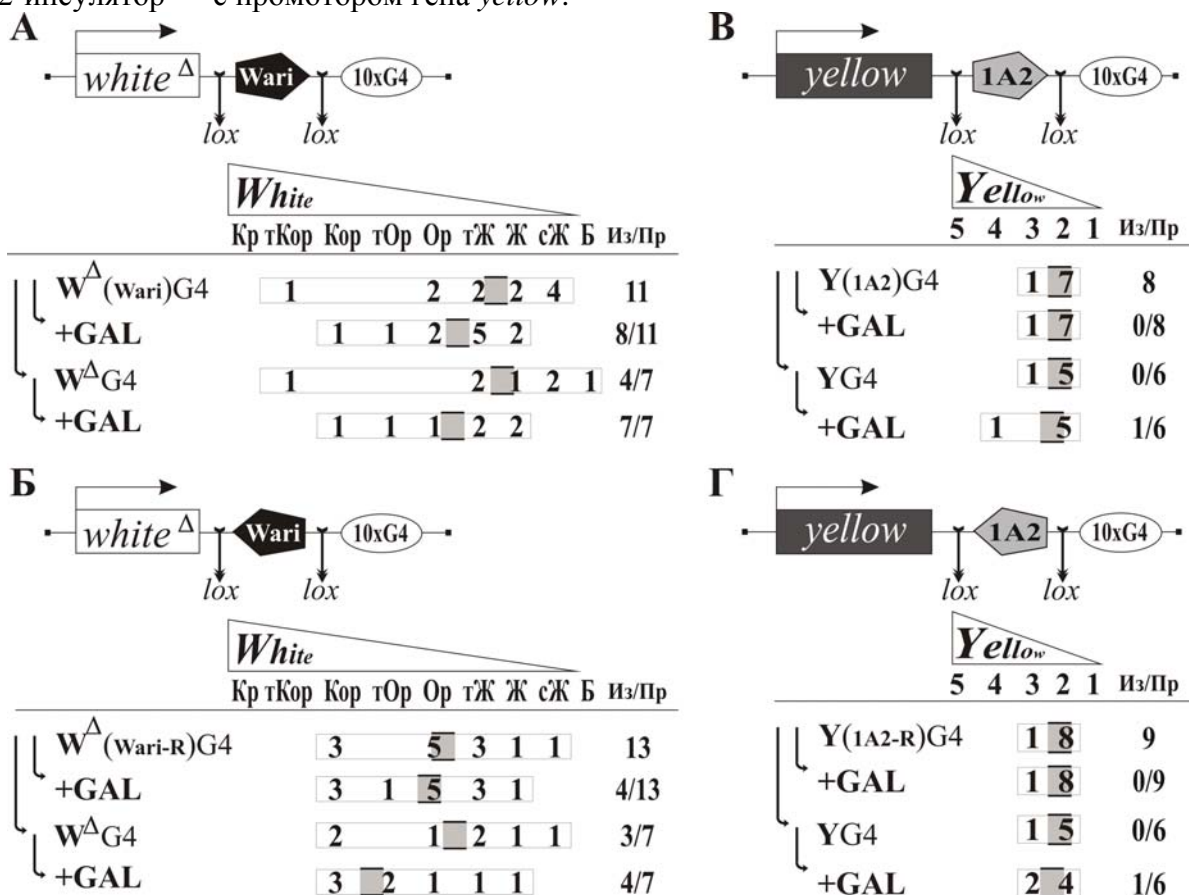 2-инсулятор — с промотором гена yellow.
А
white Δ
Wari
10xG4
lox
lox
White
Кр тКор Кор тОр Ор тЖ Ж сЖ Б Из/Пр
W Δ (Wari)G4 1 2 2 2 4 11
+GAL 1 1 2 5 2 8/11
W Δ G4 1 2 1 2 1 4/7
+GAL 1 1 1 2 2 7/7
В
yellow
1A2
10xG4
lox
lox
Yellow
5 4 3 2 1 Из/Пр
Y(1A2)G4 1 7 8
+GAL 1 7 0/8
YG4 1 5 0/6
+GAL 1 5 1/6
Б
white Δ
Wari
10xG4
lox
lox
White
Кр тКор Кор тОр Ор тЖ Ж сЖ Б Из/Пр
W Δ (Wari-R)G4 3 5 3 1 1 13
+GAL 3 1 5 3 1 4/13
W Δ G4 2 1 2 1 1 3/7
+GAL 3 2 1 1 1 4/7
Г
yellow
1A2
10xG4
lox
lox
Yellow
5 4 3 2 1 Из/Пр
Y(1A2-R)G4 1 8 9
+GAL 1 8 0/9
YG4 1 5 0/6
+GAL 2 4 1/6